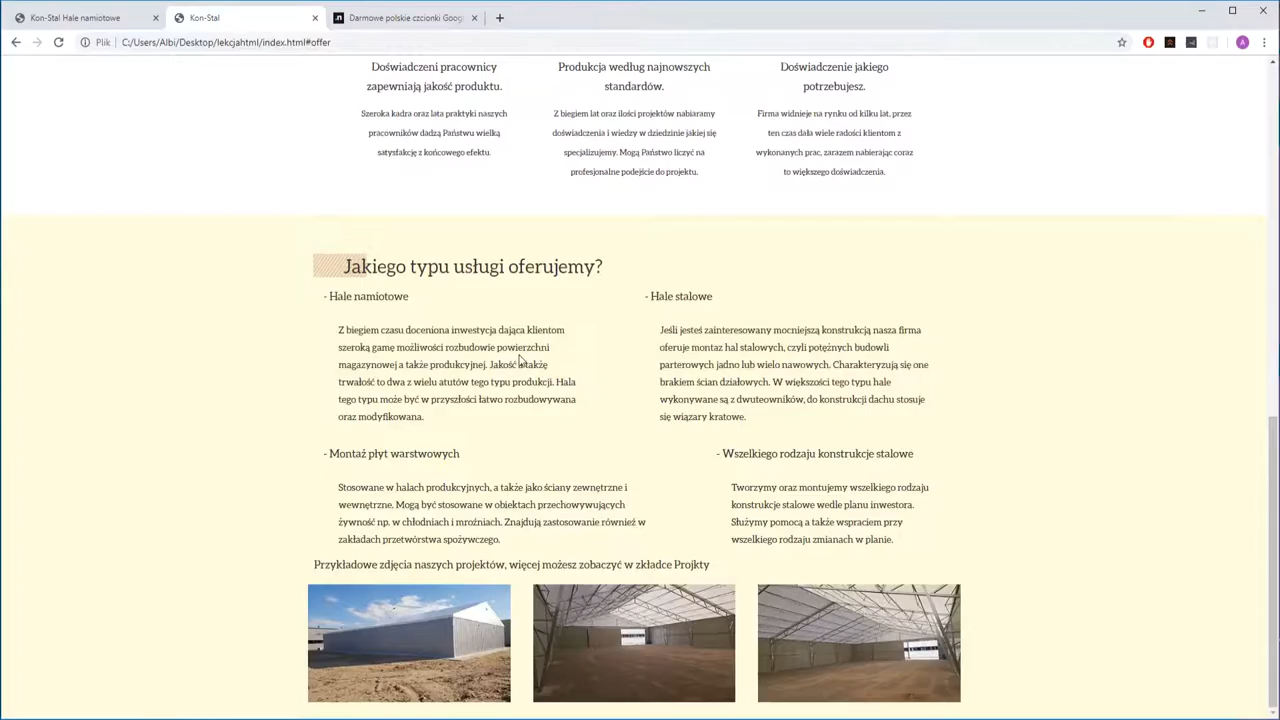 Kon-Stal Hale namiotowe
Kon-Stal
Darmowe polskie czcionki Goog
Plik
C:/Users/Albi/Desktop/lekcjahtml/index.html#offer
A
Doświadczeni pracownicy
zapewniają jakość produktu.
Szeroka kadra oraz lata praktyki naszych
pracowników dadzą Państwu wielką
satysfakcję z końcowego efektu.
Produkcja według najnowszych
standardów.
Z biegiem lat oraz ilości projektów nabiaramy
doświadczenia i wiedzy w dziedzinie jakiej się
specjalizujemy. Mogą Państwo liczyć na
profesjonalne podejście do projektu.
Doświadczenie jakiego
potrzebujesz.
Firma widnieje na rynku od kilku lat, przez
ten czas dała wiele radości klientom z
wykonanych prac, zarazem nabierając coraz
to większego doświadczenia.
Jakiego typu usługi oferujemy?
- Hale namiotowe
Z biegiem czasu doceniona inwestycja dająca klientom
szeroką gamę możliwości rozbudowie powierzchni
magazynowej a także produkcyjnej. Jakość a takżę
trwałość to dwa z wielu atutów tego typu produkcji. Hala
tego typu może być w przyszłości łatwo rozbudowywana
oraz modyfikowana.
- Hale stalowe
Jeśli jesteś zainteresowany mocniejszą konstrukcją nasza firma
oferuje montaz hal stalowych, czyli potężnych budowli
parterowych jadno lub wielo nawowych. Charakteryzują się one
brakiem ścian działowych. W większości tego typu hale
wykonywane są z dwuteowników, do konstrukcji dachu stosuje
się wiązary kratowe.
- Montaż płyt warstwowych
Stosowane w halach produkcyjnych, a także jako ściany zewnętrzne i
wewnętrzne. Mogą być stosowane w obiektach przechowywujących
żywność np. w chłodniach i mroźniach. Znajdują zastosowanie również w
zakładach przetwórstwa spożywczego.
- Wszelkiego rodzaju konstrukcje stalowe
Tworzymy oraz montujemy wszelkiego rodzaju
konstrukcje stalowe wedle planu inwestora.
Służymy pomocą a także wspraciem przy
wszelkiego rodzaju zmianach w planie.
Przykładowe zdjęcia naszych projektów, więcej możesz zobaczyć w zkładce Projkty